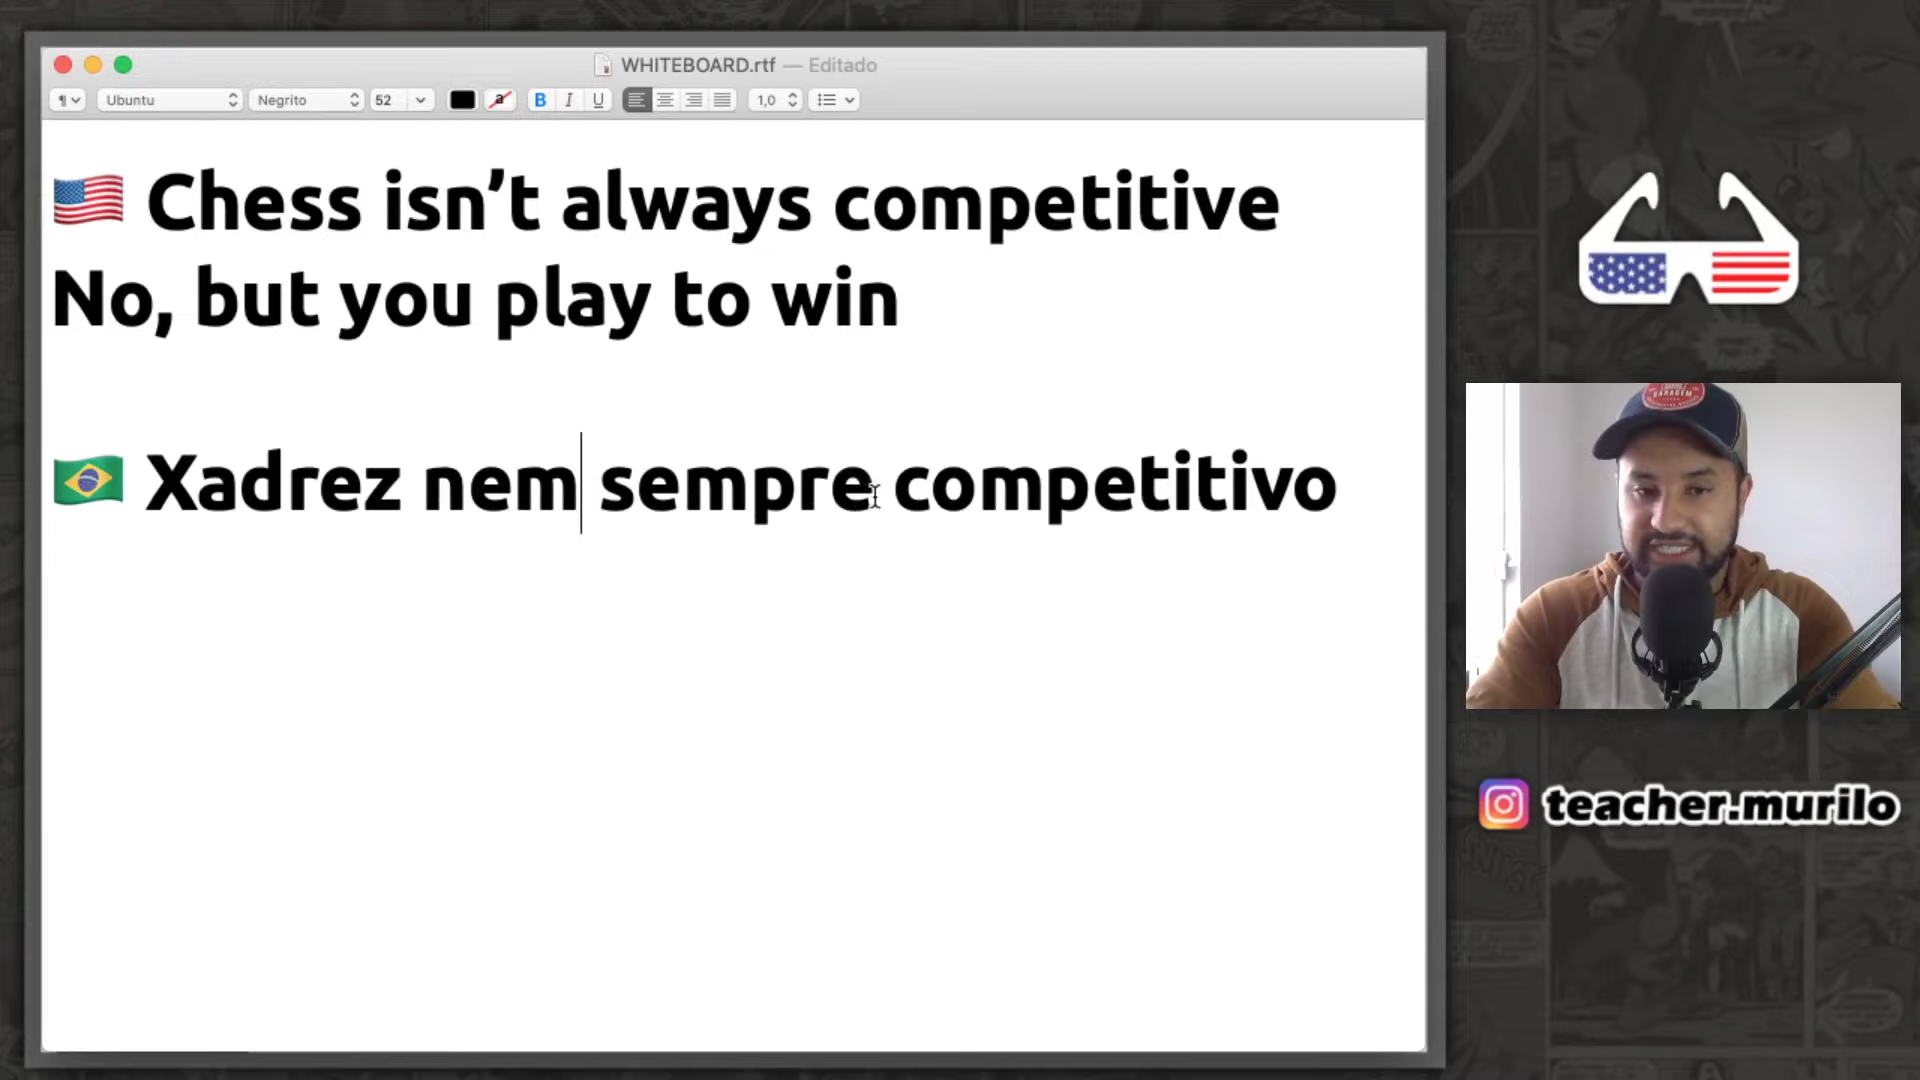 WHITEBOARD.rtf — Editado
¶ Ubuntu Negrito 52 a B I U 1,0
🇺🇸 Chess isn’t always competitive
No, but you play to win
🇧🇷 Xadrez nem sempre competitivo
GARAGEM
teacher.murilo